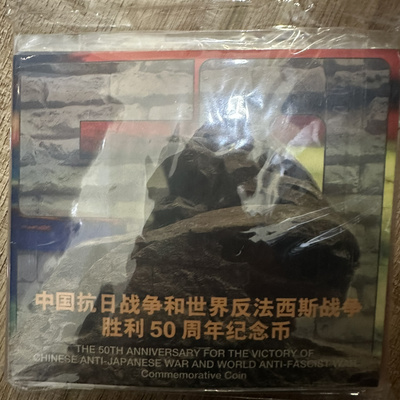 中国抗日战争和世界反法西斯战争
胜利50周年纪念币
THE 50TH ANNIVERSARY FOR THE VICTORY OF
CHINESE ANTI-JAPANESE WAR AND WORLD ANTI-FASCIST WAR
Commemorative Coin